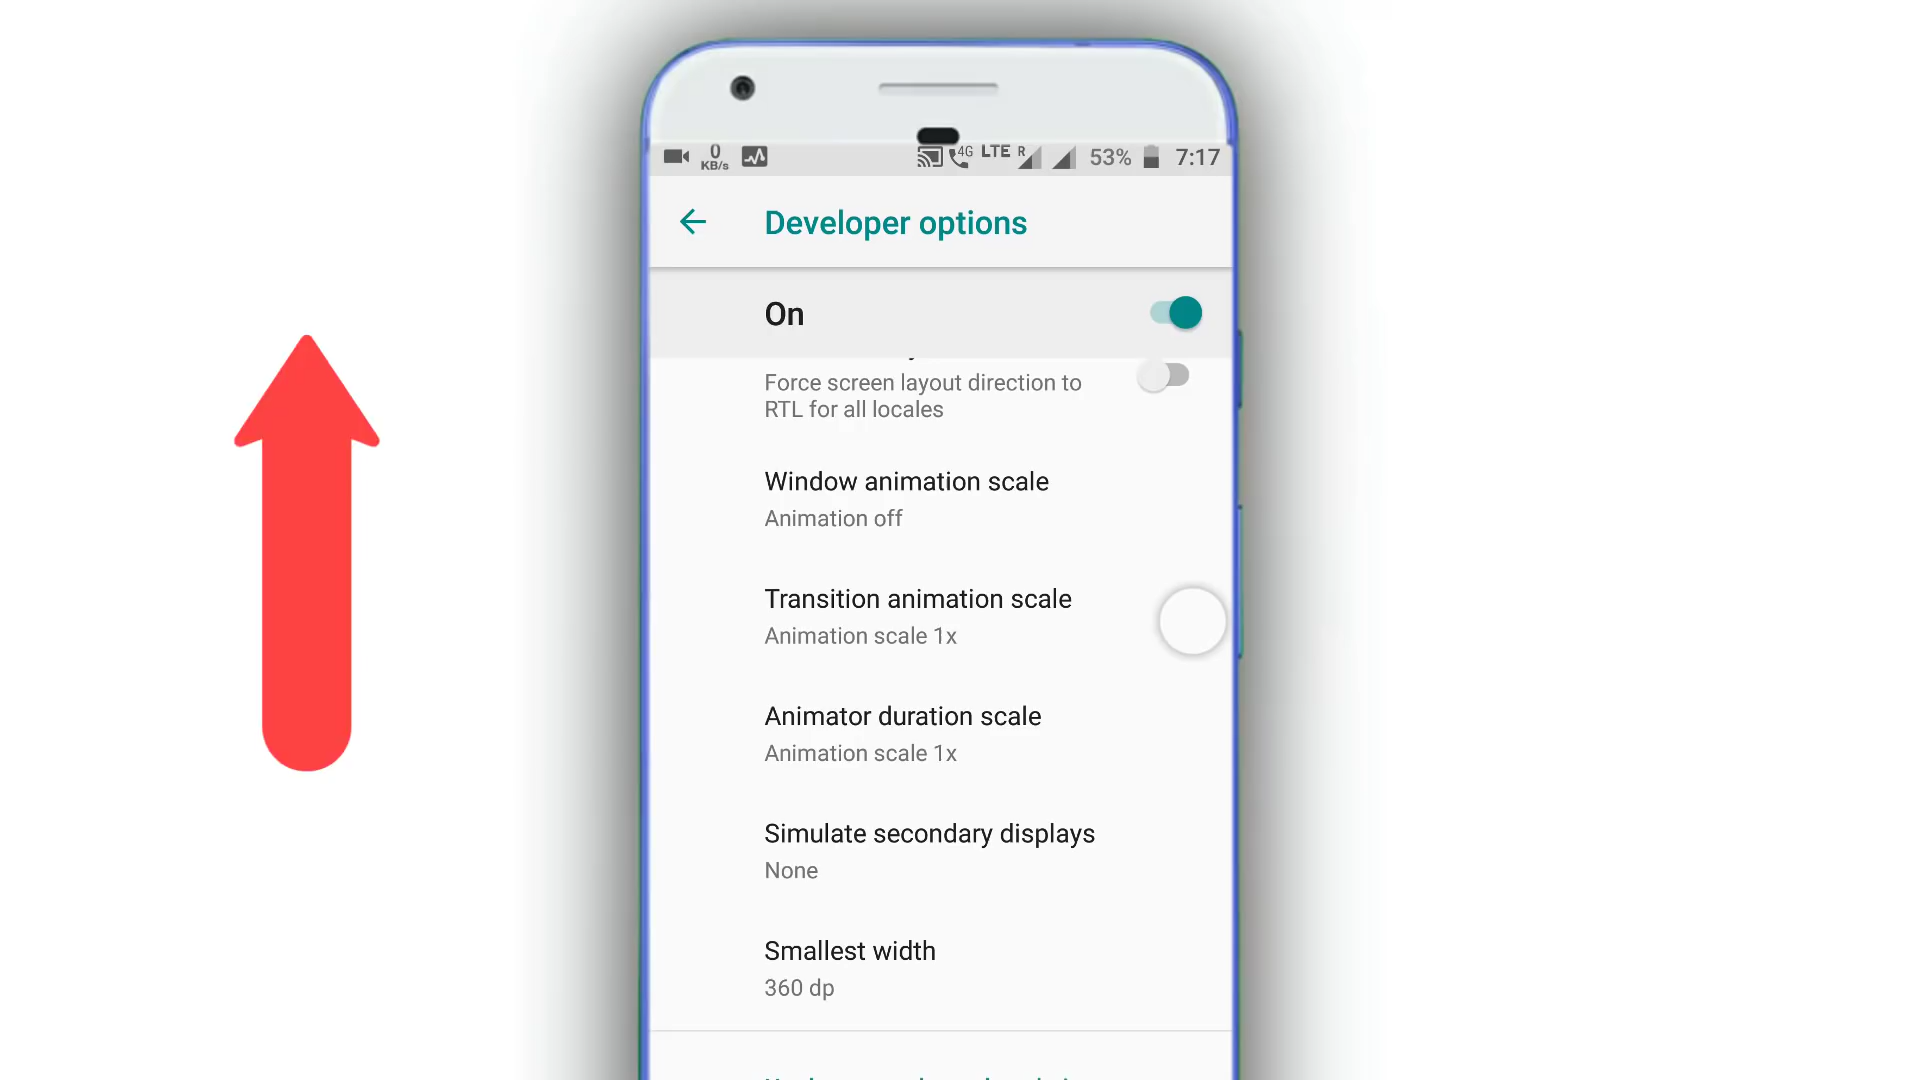 0
KB/s
4G LTE R 53% 7:17
Developer options
On
Force screen layout direction to
RTL for all locales
Window animation scale
Animation off
Transition animation scale
Animation scale 1x
Animator duration scale
Animation scale 1x
Simulate secondary displays
None
Smallest width
360 dp